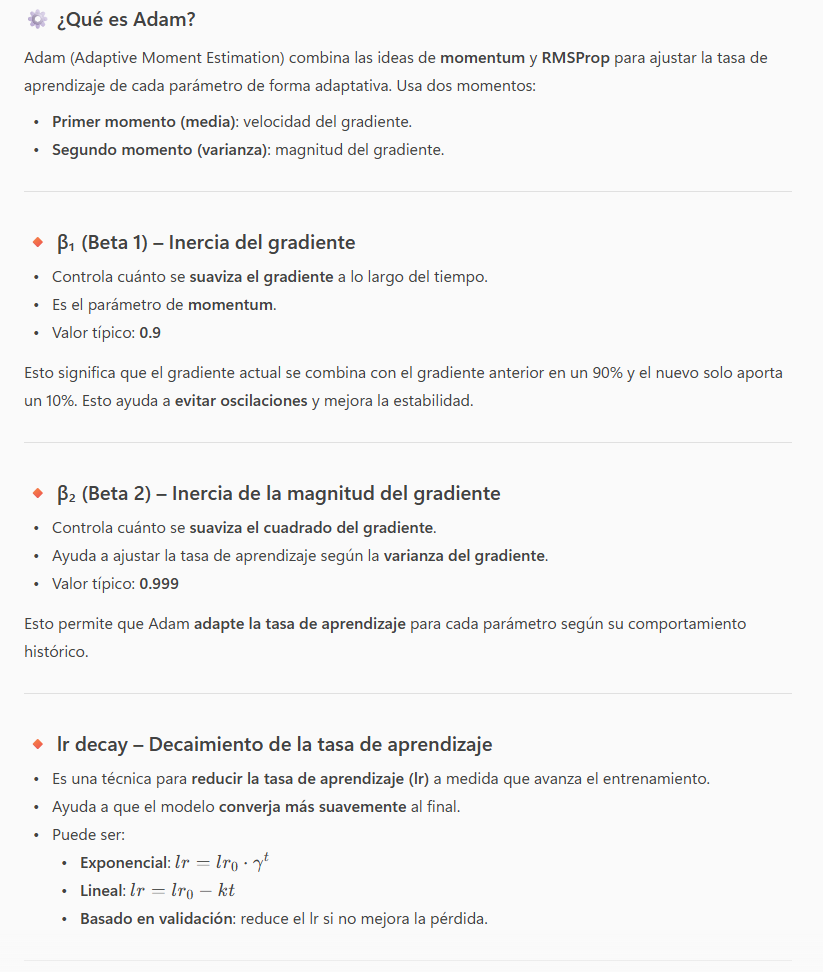 ⚙️ ¿Qué es Adam?
Adam (Adaptive Moment Estimation) combina las ideas de momentum y RMSProp para ajustar la tasa de
aprendizaje de cada parámetro de forma adaptativa. Usa dos momentos:
• Primer momento (media): velocidad del gradiente.
• Segundo momento (varianza): magnitud del gradiente.
🔸 β₁ (Beta 1) – Inercia del gradiente
• Controla cuánto se suaviza el gradiente a lo largo del tiempo.
• Es el parámetro de momentum.
• Valor típico: 0.9
Esto significa que el gradiente actual se combina con el gradiente anterior en un 90% y el nuevo solo aporta
un 10%. Esto ayuda a evitar oscilaciones y mejora la estabilidad.
🔸 β₂ (Beta 2) – Inercia de la magnitud del gradiente
• Controla cuánto se suaviza el cuadrado del gradiente.
• Ayuda a ajustar la tasa de aprendizaje según la varianza del gradiente.
• Valor típico: 0.999
Esto permite que Adam adapte la tasa de aprendizaje para cada parámetro según su comportamiento
histórico.
🔸 lr decay – Decaimiento de la tasa de aprendizaje
• Es una técnica para reducir la tasa de aprendizaje (lr) a medida que avanza el entrenamiento.
• Ayuda a que el modelo converja más suavemente al final.
• Puede ser:
• Exponencial: lr = lr₀ · γᵗ
• Lineal: lr = lr₀ − kt
• Basado en validación: reduce el lr si no mejora la pérdida.